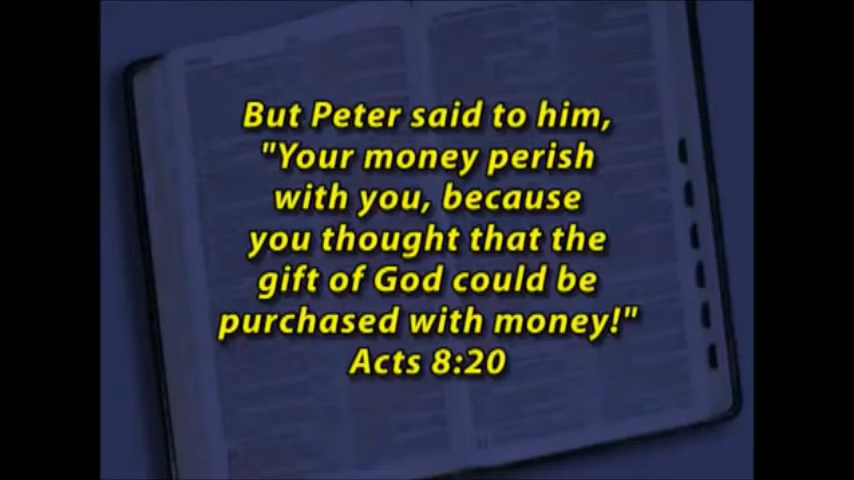 But Peter said to him,
"Your money perish
with you, because
you thought that the
gift of God could be
purchased with money!"
Acts 8:20